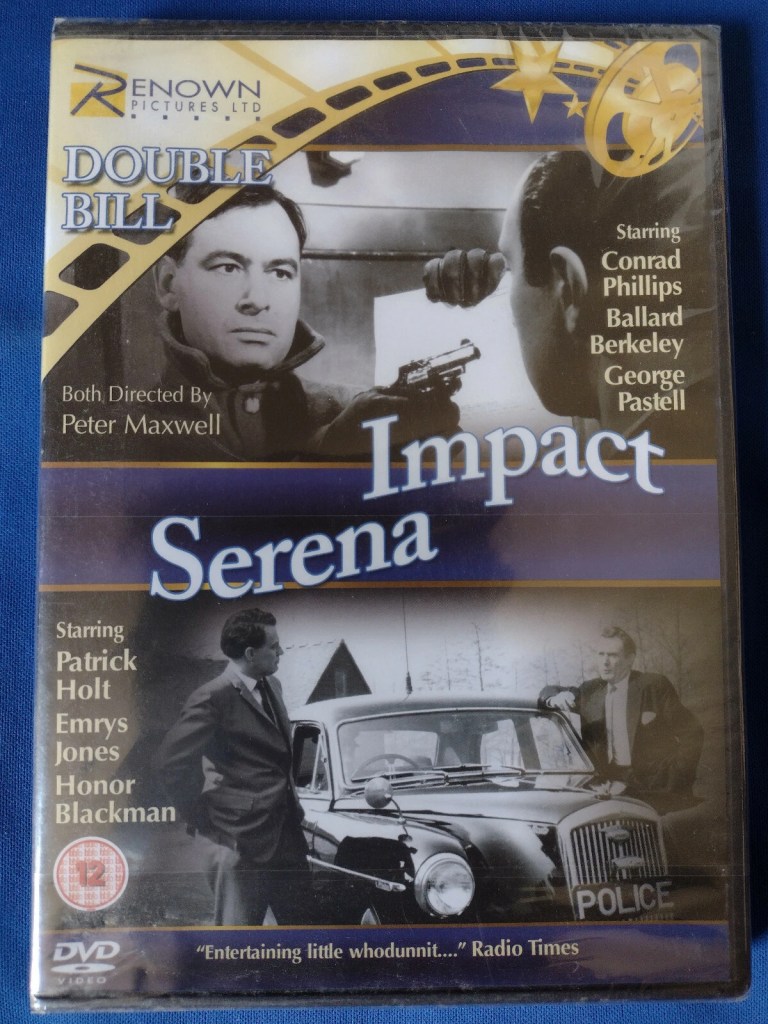 RENOWN
PICTURES LTD
DOUBLE
BILL
Starring
Conrad
Phillips
Ballard
Berkeley
George
Pastell
Both Directed By
Peter Maxwell
Impact
Serena
Starring
Patrick
Holt
Emrys
Jones
Honor
Blackman
POLICE
12
DVD
VIDEO
“Entertaining little whodunnit....” Radio Times